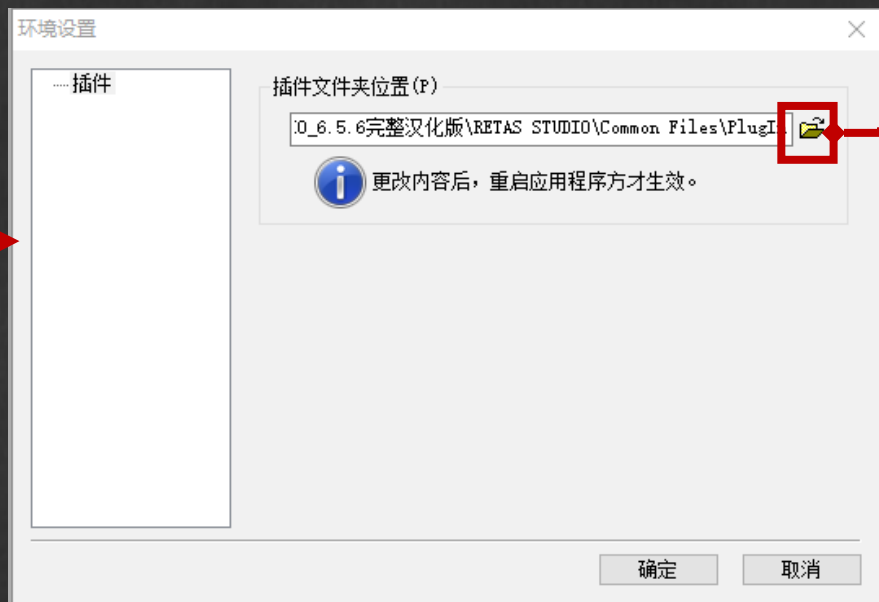 环境设置
插件
插件文件夹位置(P)
O_6.5.6完整汉化版\RETAS STUDIO\Common Files\PlugI
更改内容后，重启应用程序方才生效。
确定
取消